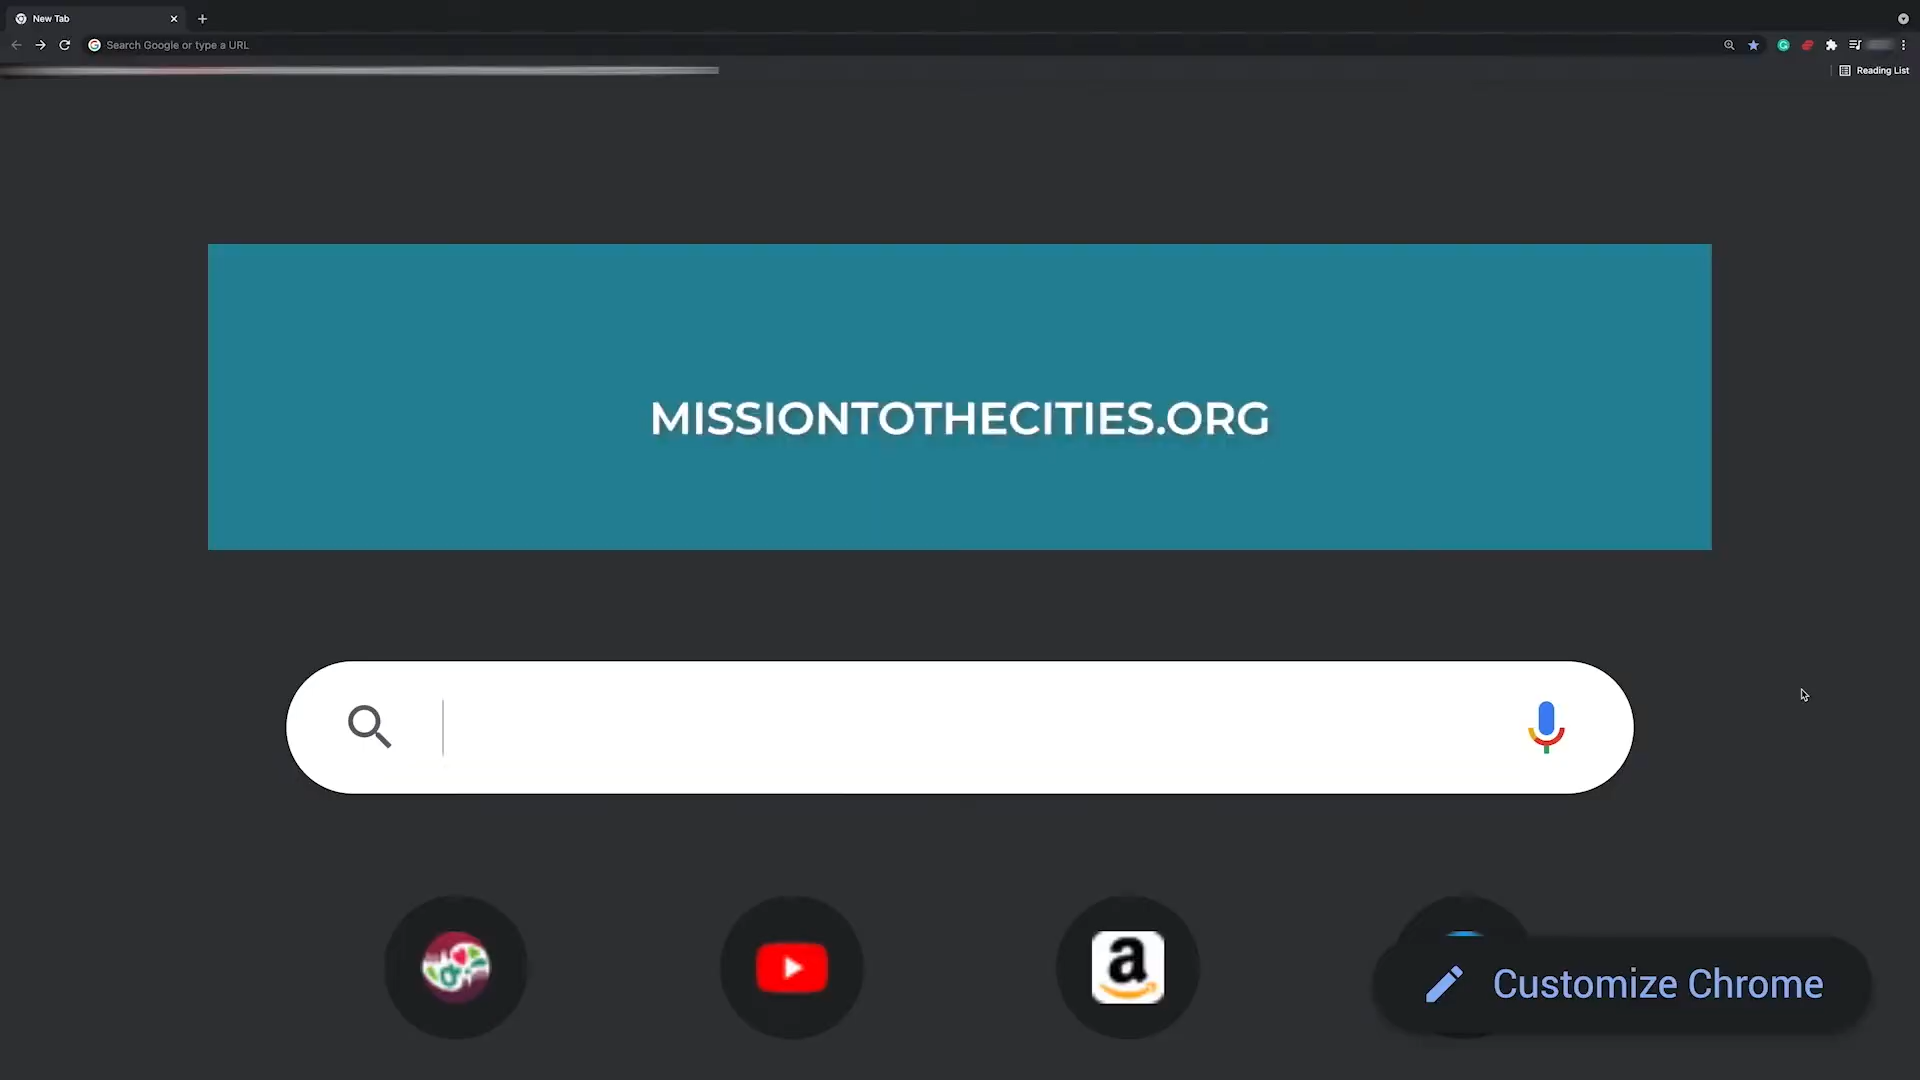 New Tab
Search Google or type a URL
Reading List
MISSIONTOTHECITIES.ORG
Customize Chrome